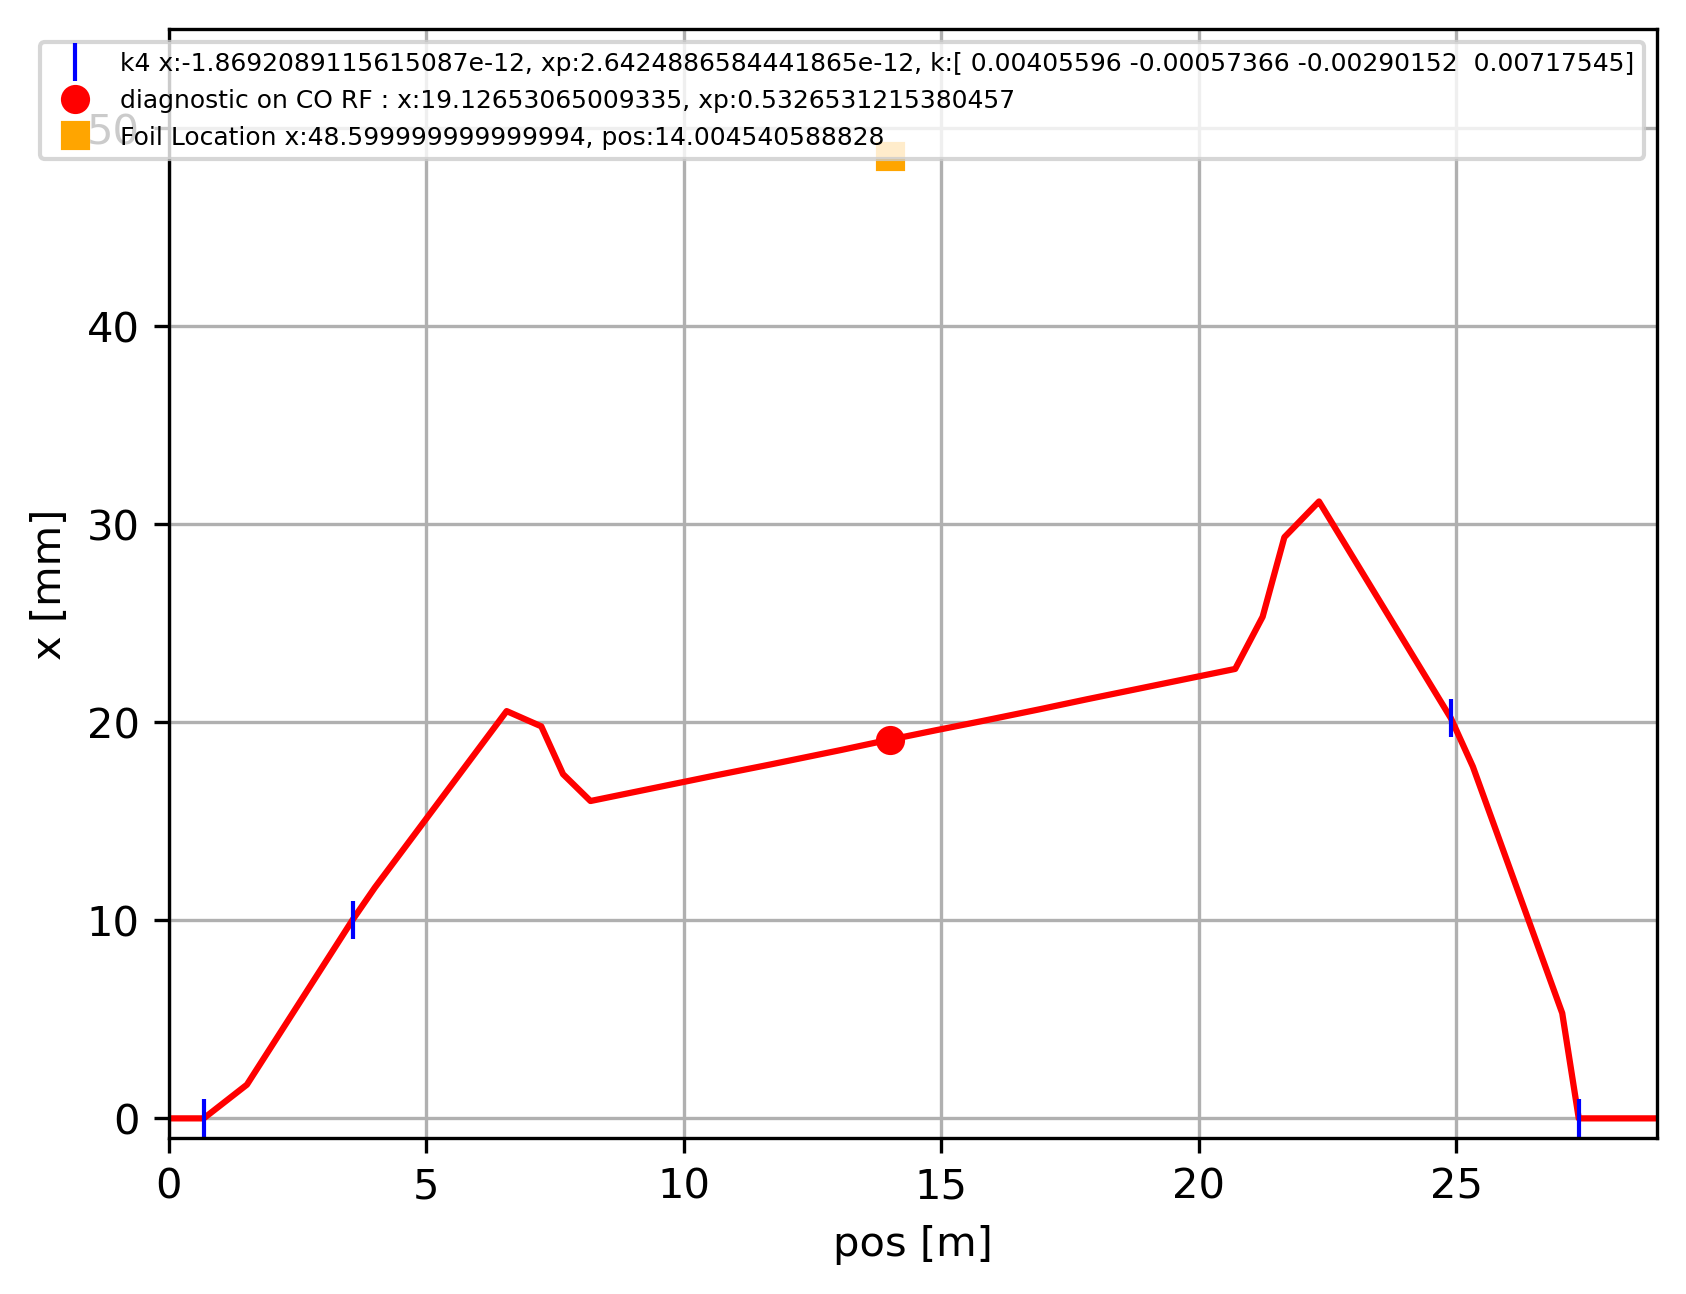 k4 x:-1.8692089115615087e-12, xp:2.6424886584441865e-12, k:[ 0.00405596 -0.00057366 -0.00290152  0.00717545]
diagnostic on CO RF : x:19.12653065009335, xp:0.5326531215380457
Foil Location x:48.599999999999994, pos:14.004540588828
50
40
30
20
10
0
x [mm]
0 5 10 15 20 25
pos [m]